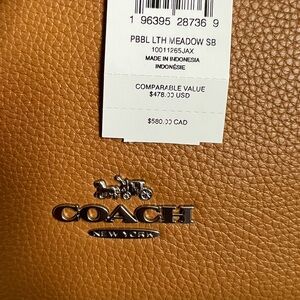 1 96395 28736 9
PBBL LTH MEADOW SB
10011265JAX
MADE IN INDONESIA
INDONÉSIE
COMPARABLE VALUE
$478.00 USD
$580.00 CAD
COACH
NEW YORK